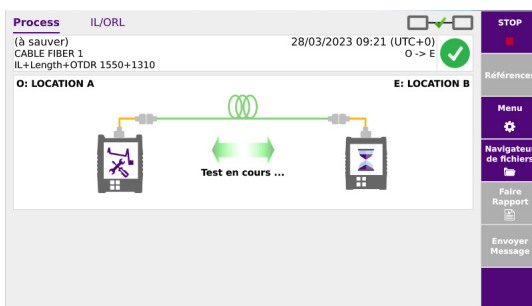 Process IL/ORL
(à sauver) 28/03/2023 09:21 (UTC+0)
CABLE FIBER 1 O -> E
IL+Length+OTDR 1550+1310
O: LOCATION A E: LOCATION B
Test en cours ...
STOP
Références
Menu
Navigateur
de fichiers
Faire
Rapport
Envoyer
Message